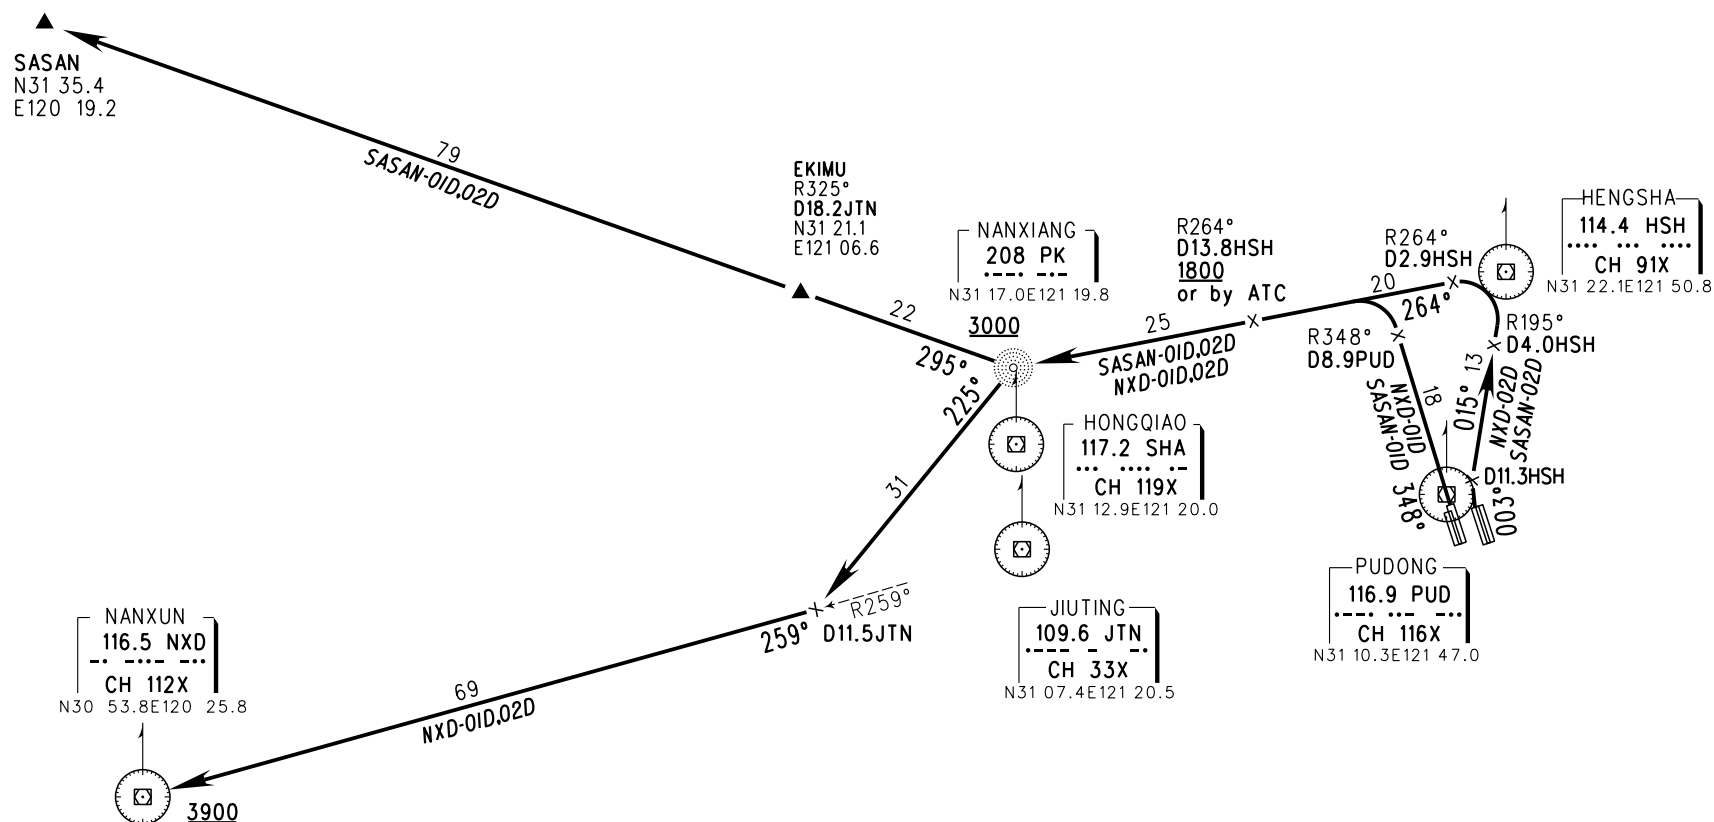 SASAN
N31 35.4
E120 19.2
79
SASAN-01D,02D
EKIMU
R325°
D18.2JTN
N31 21.1
E121 06.6
22
295°
NANXIANG
208 PK
N31 17.0E121 19.8
3000
225°
31
R264°
D13.8HSH
1800
or by ATC
25
SASAN-01D,02D
NXD-01D,02D
R264°
D2.9HSH
20
264°
HENGSHA
114.4 HSH
CH 91X
N31 22.1E121 50.8
R348°
D8.9PUD
R195°
D4.0HSH
18
NXD-01D
SASAN-01D
348°
13
015°
NXD-02D
SASAN-02D
D11.3HSH
003°
HONGQIAO
117.2 SHA
CH 119X
N31 12.9E121 20.0
PUDONG
116.9 PUD
CH 116X
N31 10.3E121 47.0
JIUTING
109.6 JTN
CH 33X
N31 07.4E121 20.5
R259°
D11.5JTN
259°
69
NXD-01D,02D
NANXUN
116.5 NXD
CH 112X
N30 53.8E120 25.8
3900